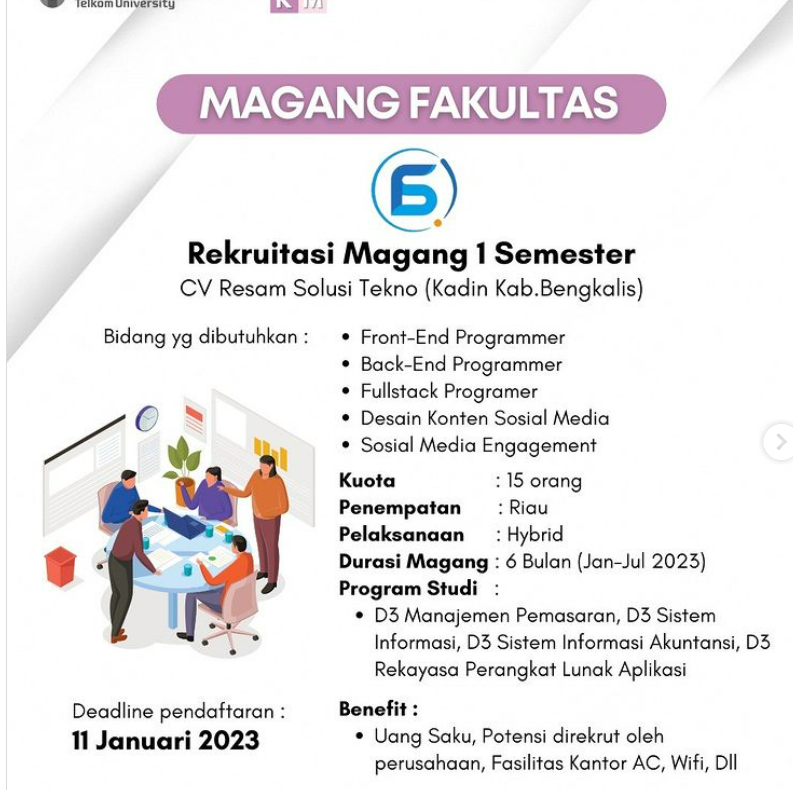 Telkom University
K M
MAGANG FAKULTAS
Rekruitasi Magang 1 Semester
CV Resam Solusi Tekno (Kadin Kab.Bengkalis)
Bidang yg dibutuhkan :
• Front-End Programmer
• Back-End Programmer
• Fullstack Programer
• Desain Konten Sosial Media
• Sosial Media Engagement
Kuota : 15 orang
Penempatan : Riau
Pelaksanaan : Hybrid
Durasi Magang : 6 Bulan (Jan-Jul 2023)
Program Studi :
• D3 Manajemen Pemasaran, D3 Sistem
Informasi, D3 Sistem Informasi Akuntansi, D3
Rekayasa Perangkat Lunak Aplikasi
Deadline pendaftaran :
11 Januari 2023
Benefit :
• Uang Saku, Potensi direkrut oleh
perusahaan, Fasilitas Kantor AC, Wifi, Dll